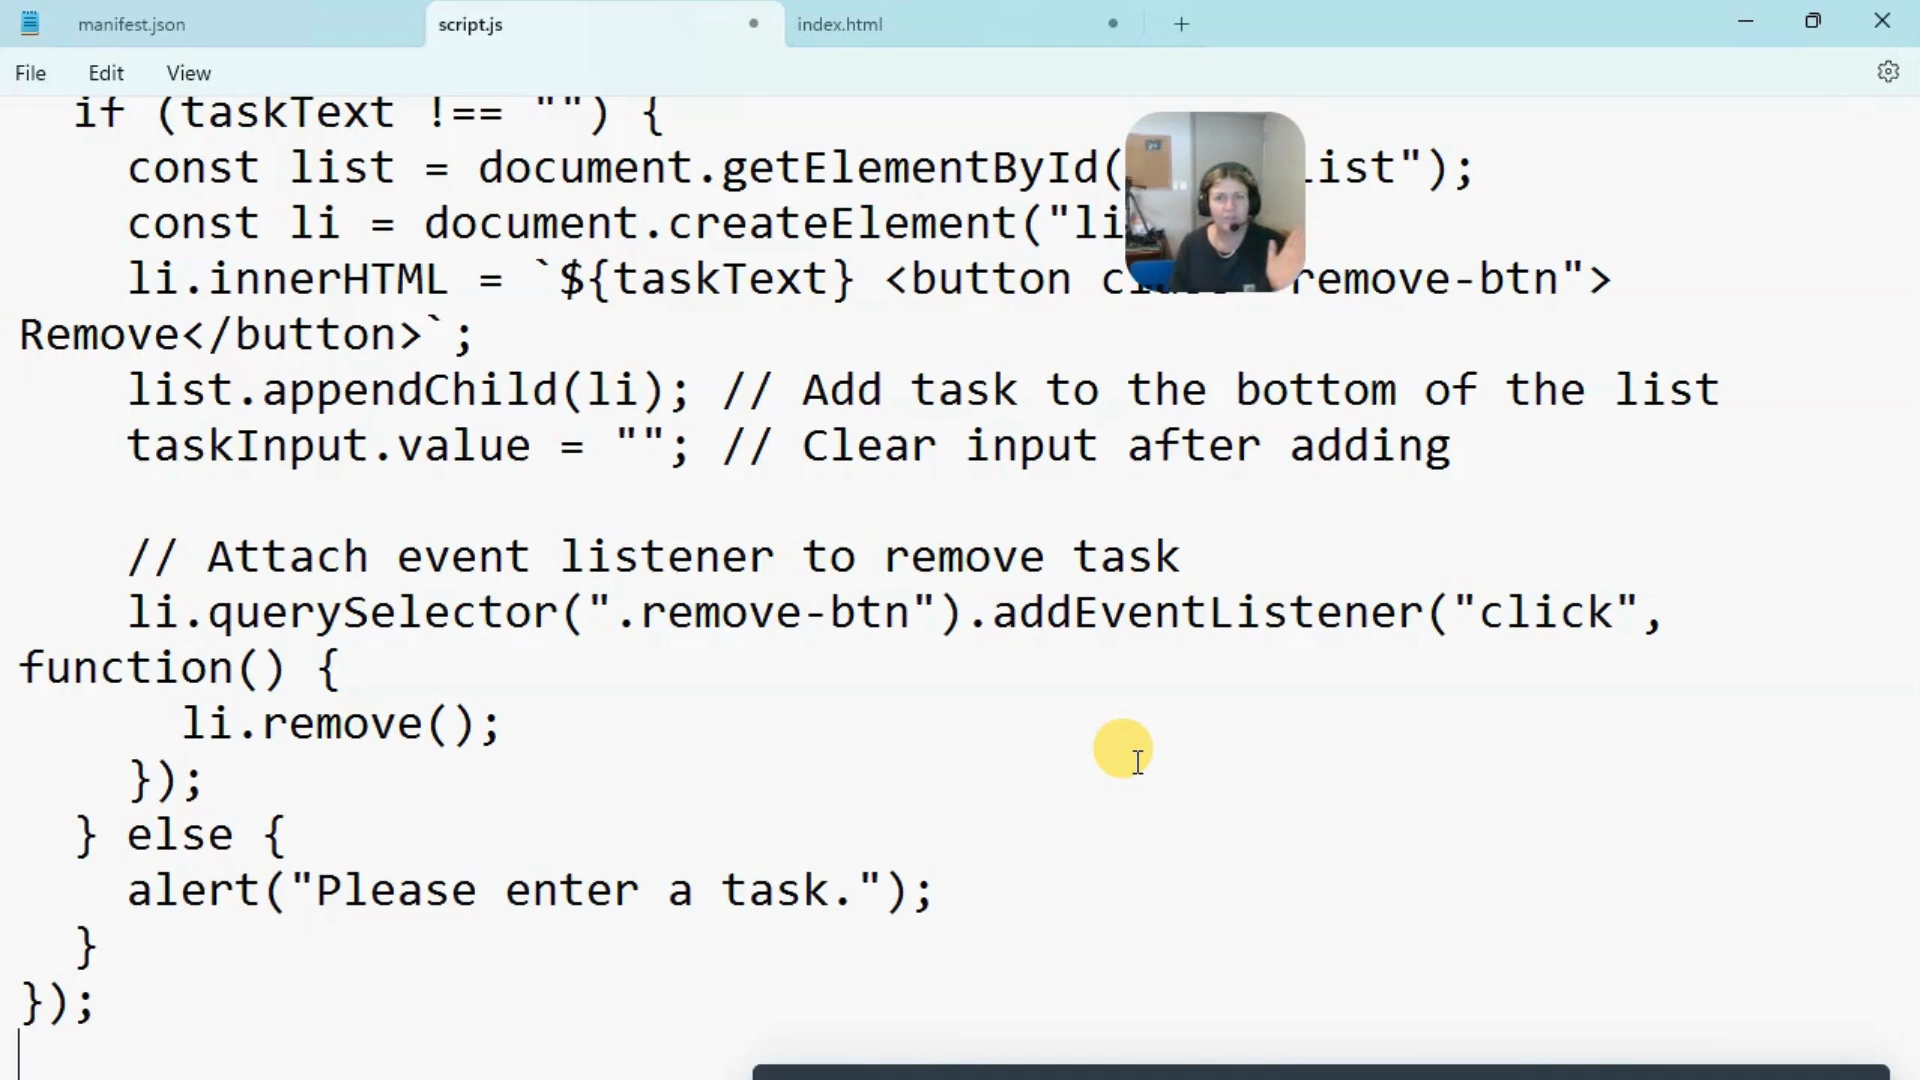 manifest.json
script.js
index.html
File
Edit
View
if (taskText !== "") {
const list = document.getElementById( list");
const li = document.createElement("li
li.innerHTML = `${taskText} <button remove-btn">
Remove</button>`;
list.appendChild(li); // Add task to the bottom of the list
taskInput.value = ""; // Clear input after adding
// Attach event listener to remove task
li.querySelector(".remove-btn").addEventListener("click",
function() {
li.remove();
});
} else {
alert("Please enter a task.");
}
});